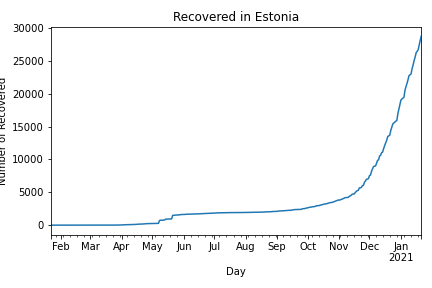 Recovered in Estonia
Number of Recovered
30000
25000
20000
15000
10000
5000
0
Feb Mar Apr May Jun Jul Aug Sep Oct Nov Dec Jan
2021
Day